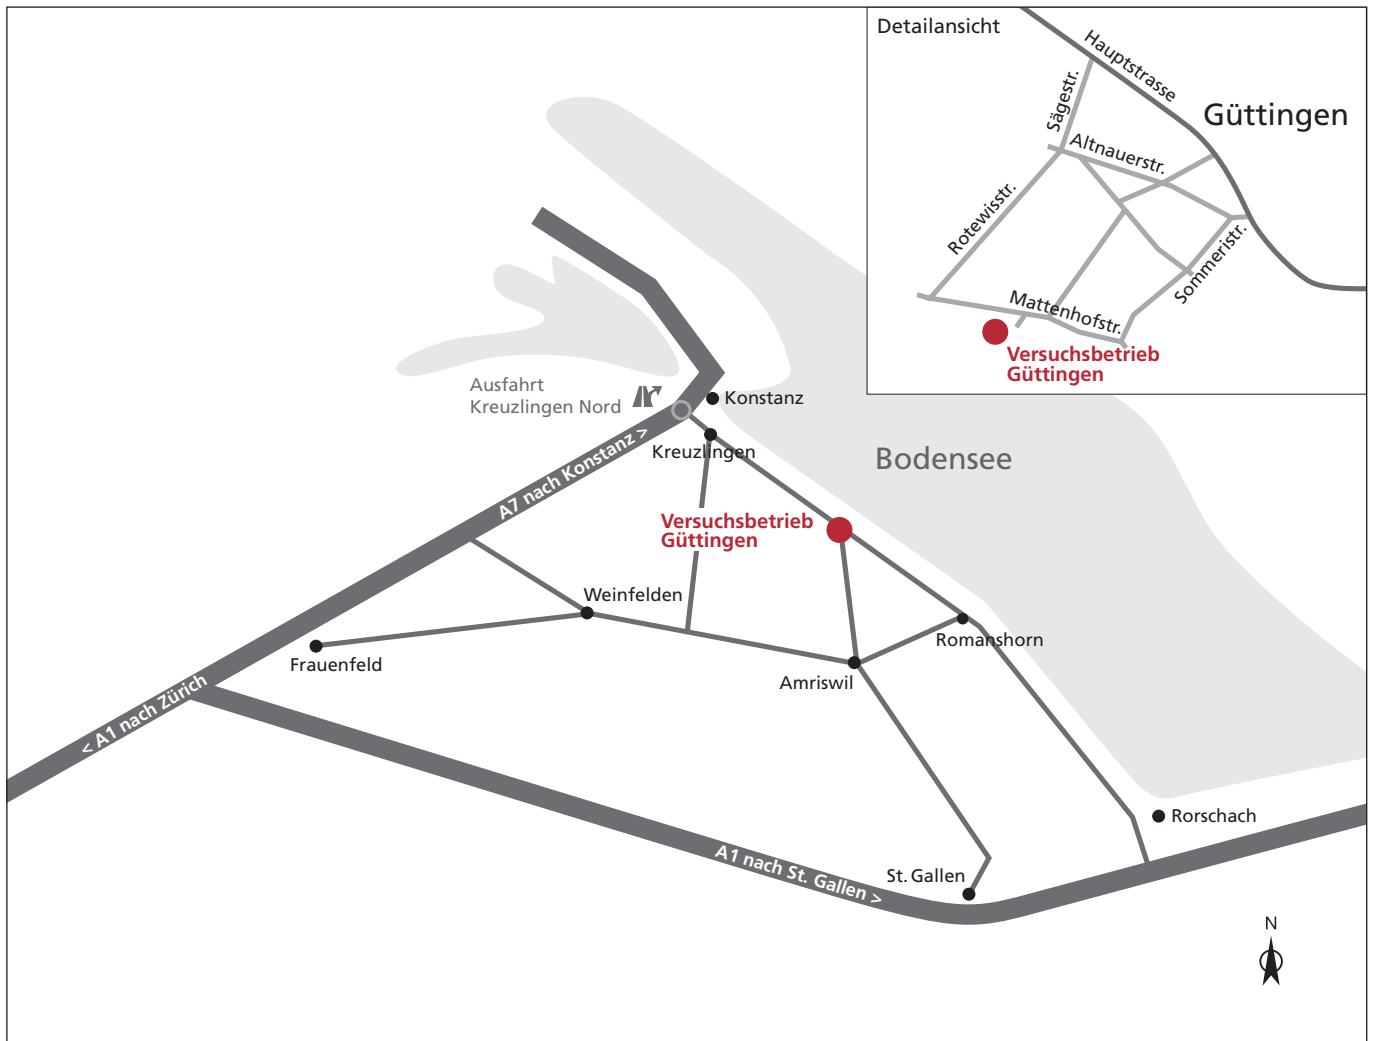 Detailansicht
Hauptstrasse
Güttingen
Sägestr.
Altnauerstr.
Rotewisstr.
Sommeristr.
Mattenhofstr.
Versuchsbetrieb
Güttingen
Ausfahrt
Kreuzlingen Nord
Konstanz
Kreuzlingen
A7 nach Konstanz >
Bodensee
Versuchsbetrieb
Güttingen
Weinfelden
Frauenfeld
Romanshorn
Amriswil
< A1 nach Zürich
Rorschach
A1 nach St. Gallen >
St. Gallen
N